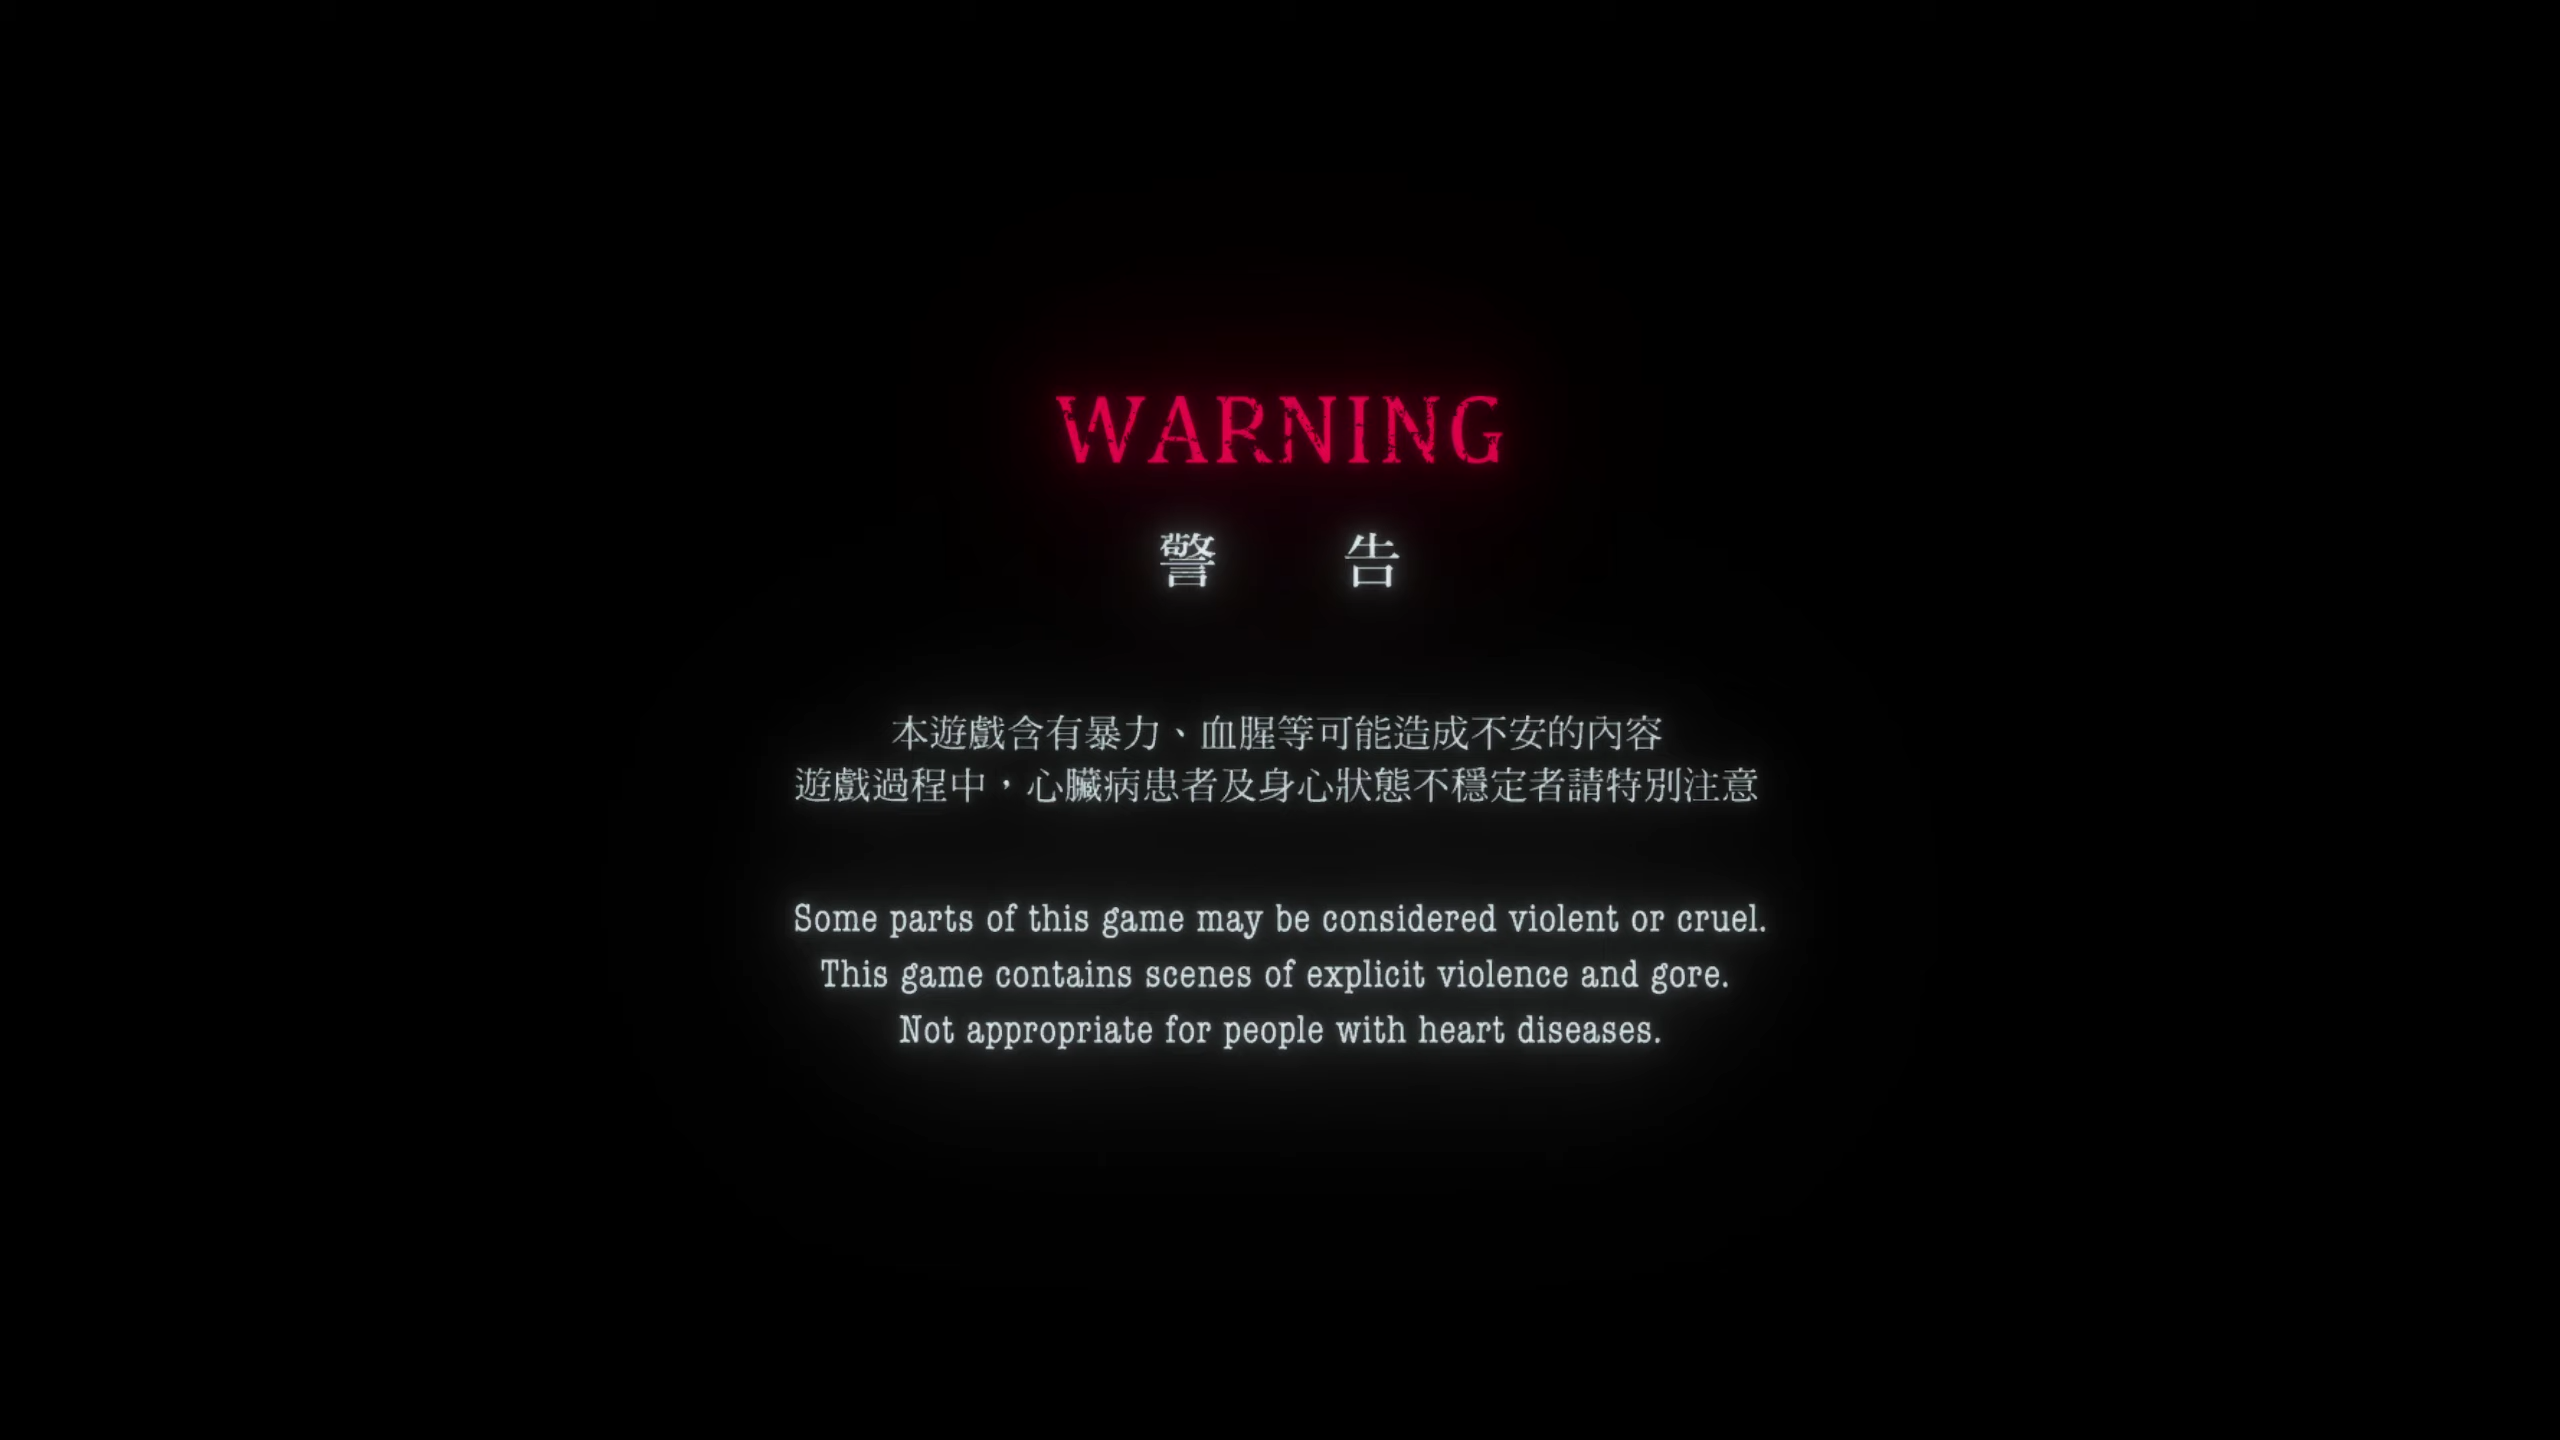 WARNING
警 告
本遊戲含有暴力、血腥等可能造成不安的內容
遊戲過程中，心臟病患者及身心狀態不穩定者請特別注意
Some parts of this game may be considered violent or cruel.
This game contains scenes of explicit violence and gore.
Not appropriate for people with heart diseases.